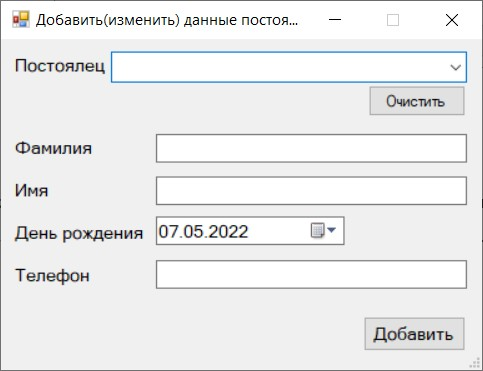 Добавить(изменить) данные постоя...
Постоялец
Очистить
Фамилия
Имя
День рождения 07.05.2022
Телефон
Добавить